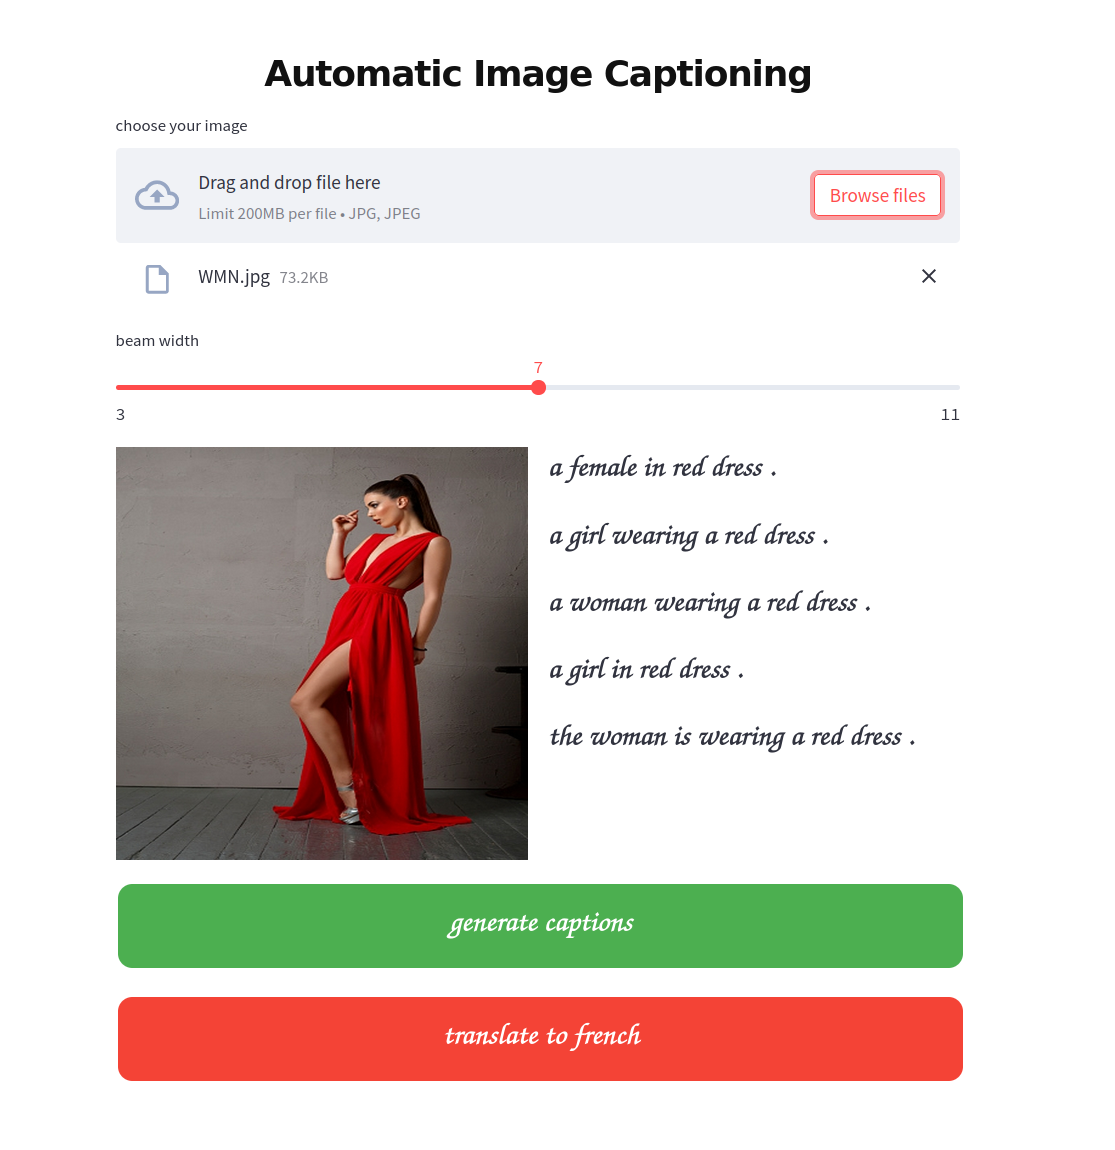 Automatic Image Captioning
choose your image
Drag and drop file here
Browse files
Limit 200MB per file • JPG, JPEG
WMN.jpg 73.2KB
beam width
7
3 11
a female in red dress .
a girl wearing a red dress .
a woman wearing a red dress .
a girl in red dress .
the woman is wearing a red dress .
generate captions
translate to french